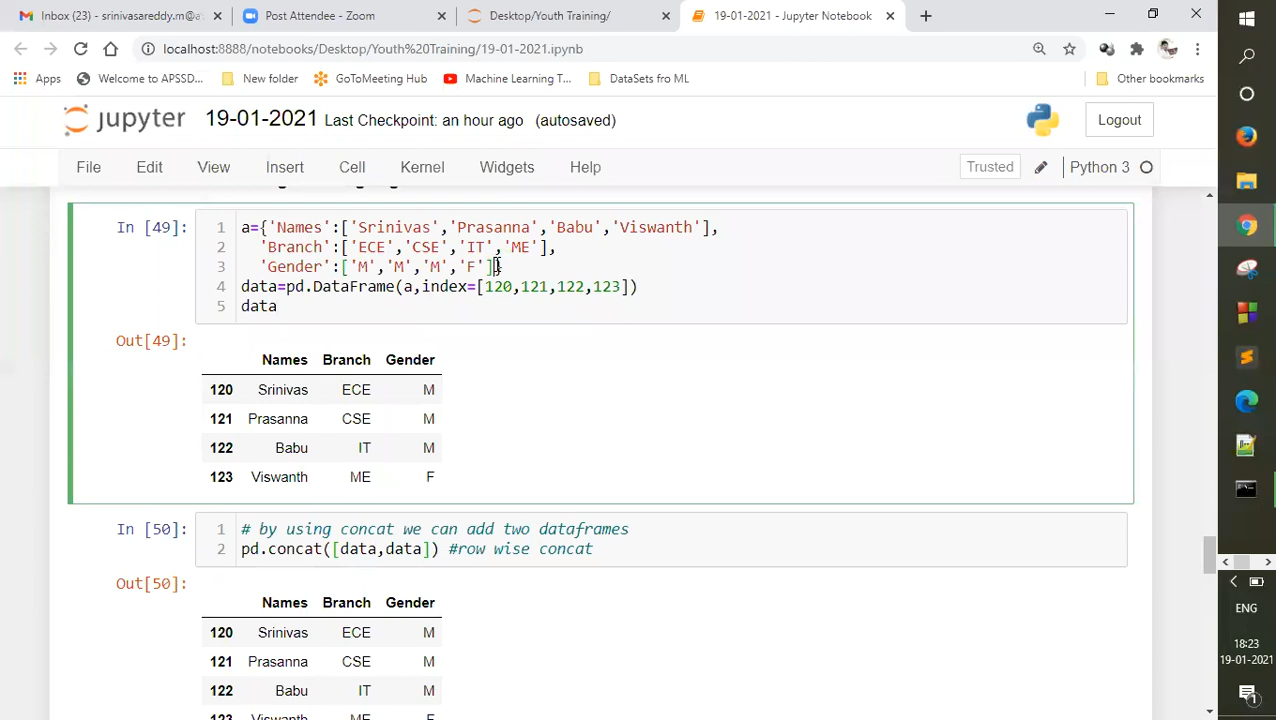 Inbox (23) - srinivasareddy.m@a
Post Attendee - Zoom
Desktop/Youth Training/
19-01-2021 - Jupyter Notebook
localhost:8888/notebooks/Desktop/Youth%20Training/19-01-2021.ipynb
Apps
Welcome to APSSD...
New folder
GoToMeeting Hub
Machine Learning T...
DataSets fro ML
Other bookmarks
jupyter 19-01-2021 Last Checkpoint: an hour ago (autosaved)
Logout
File Edit View Insert Cell Kernel Widgets Help
Trusted
Python 3
In [49]:
1 a={'Names':['Srinivas','Prasanna','Babu','Viswanth'],
2 'Branch':['ECE','CSE','IT','ME'],
3 'Gender':['M','M','M','F']}
4 data=pd.DataFrame(a,index=[120,121,122,123])
5 data
Out[49]:
Names Branch Gender
120 Srinivas ECE M
121 Prasanna CSE M
122 Babu IT M
123 Viswanth ME F
In [50]:
1 # by using concat we can add two dataframes
2 pd.concat([data,data]) #row wise concat
Out[50]:
Names Branch Gender
120 Srinivas ECE M
121 Prasanna CSE M
122 Babu IT M
123 Viswanth ME F
ENG
18:23
19-01-2021
1